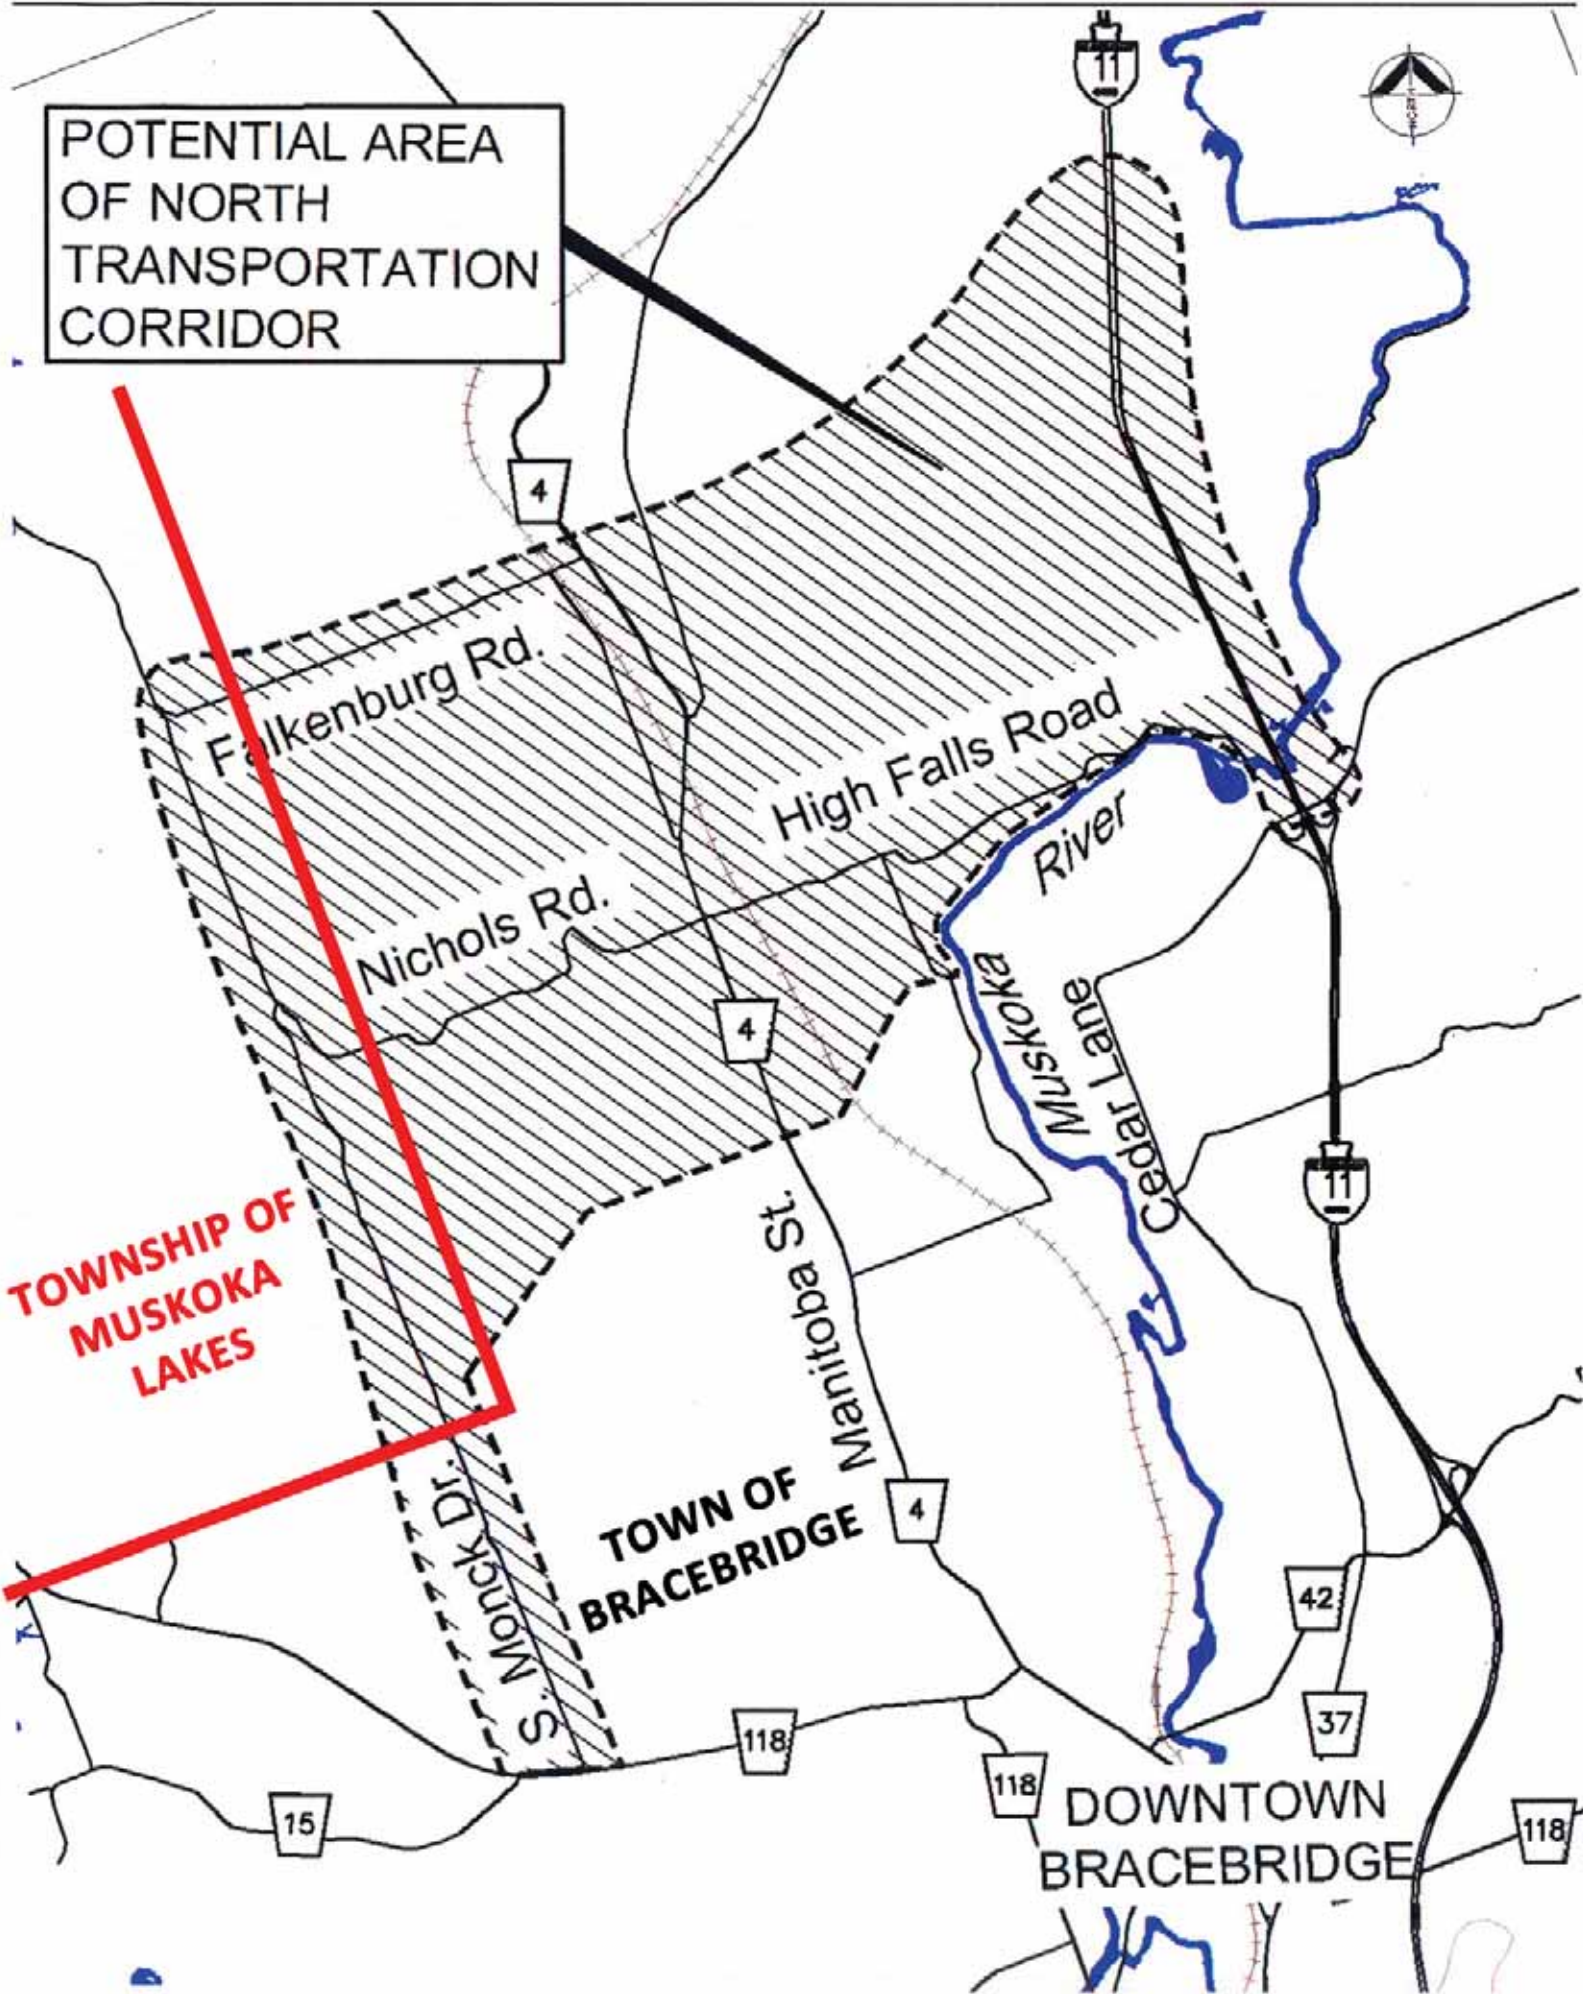 11
NORTH
POTENTIAL AREA
OF NORTH
TRANSPORTATION
CORRIDOR
4
Falkenburg Rd.
High Falls Road
River
Nichols Rd.
Muskoka
Cedar Lane
4
11
TOWNSHIP OF
MUSKOKA
LAKES
Manitoba St.
S. Monck Dr.
TOWN OF
BRACEBRIDGE
4
42
37
118
118
15
DOWNTOWN
BRACEBRIDGE
118